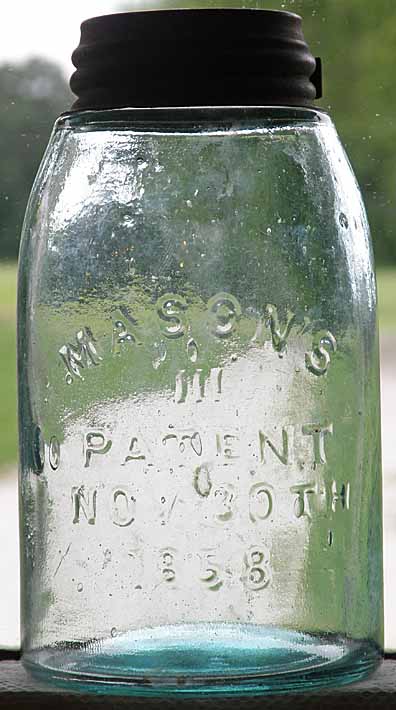 MASON'S
III
PATENT
NOV 30TH
1858